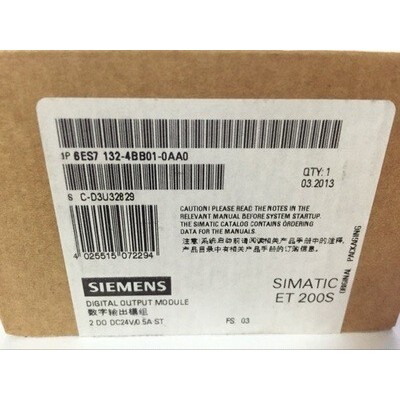 1P 6ES7 132-4BB01-0AA0
QTY: 1
03.2013
S C-D3U32829
CAUTION! PLEASE READ THE NOTES IN THE
RELEVANT MANUAL BEFORE SYSTEM STARTUP.
THE SIMATIC CATALOG CONTAINS ORDERING
DATA FOR THE MANUALS.
注意:系统启动前请阅读相关产品手册中的注释,
产品目录中有相关产品手册的订货信息.
4 025515 072294
ORIGINAL PACKAGING
SIEMENS
SIMATIC
ET 200S
DIGITAL OUTPUT MODULE
数字输出模组
2 DO DC24V/0.5A ST
FS: 03